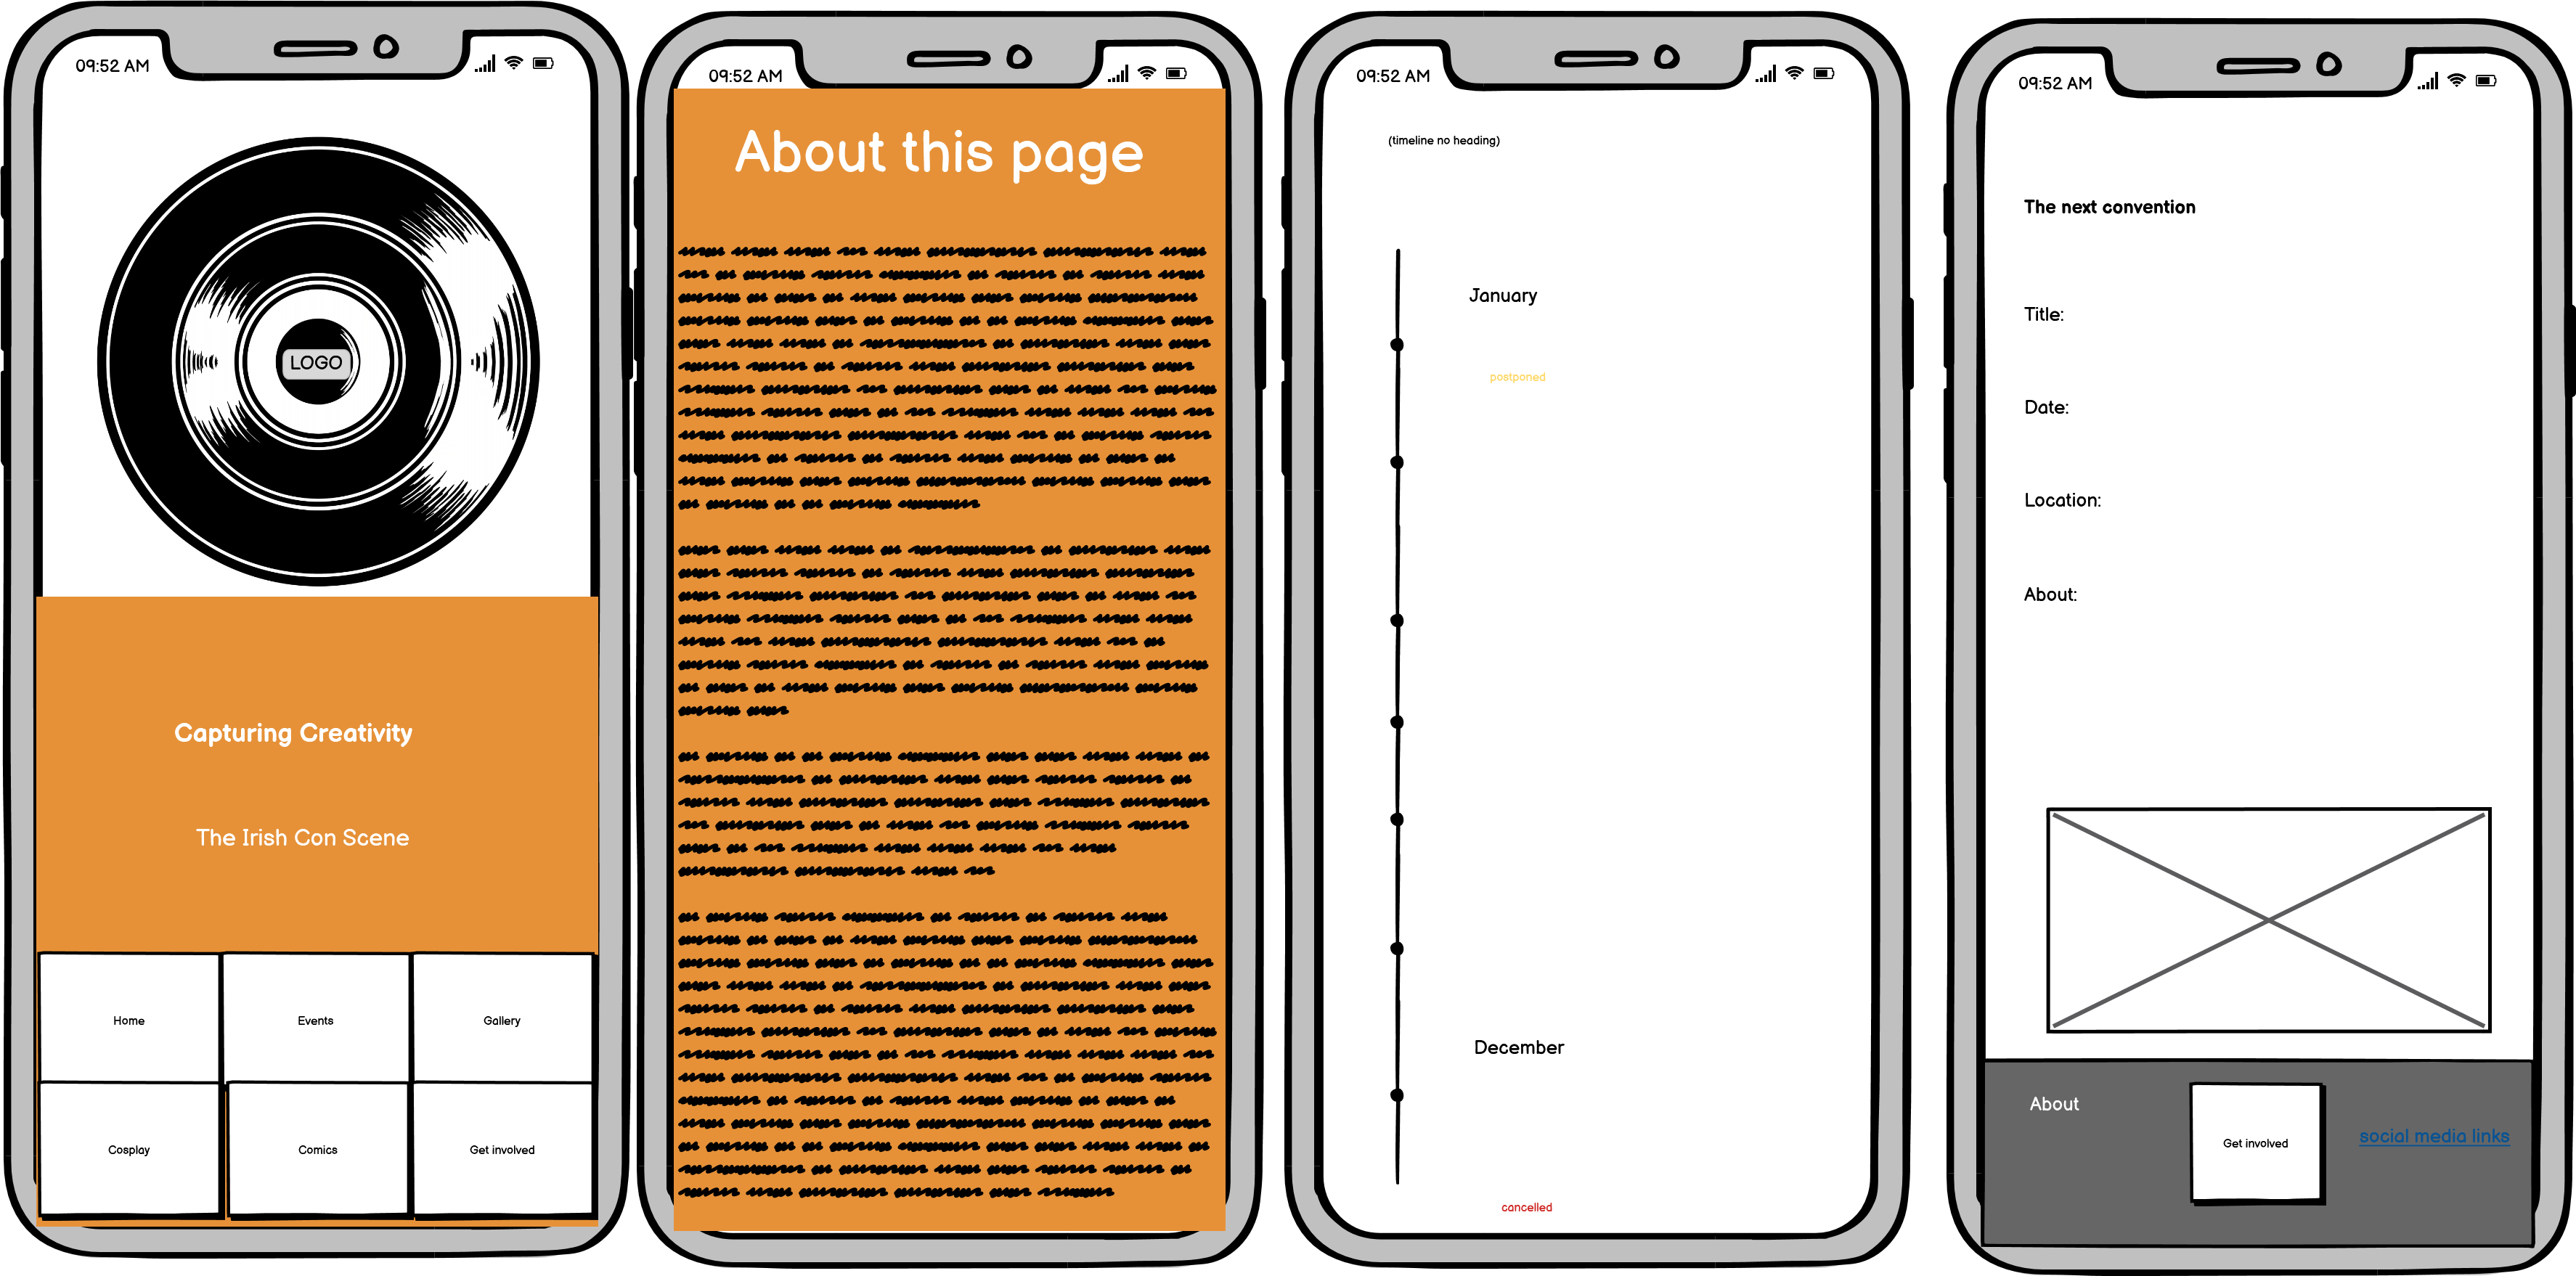 09:52 AM
LOGO
Capturing Creativity
The Irish Con Scene
Home
Events
Gallery
Cosplay
Comics
Get involved
09:52 AM
About this page
09:52 AM
(timeline no heading)
January
postponed
December
cancelled
09:52 AM
The next convention
Title:
Date:
Location:
About:
About
Get involved
social media links